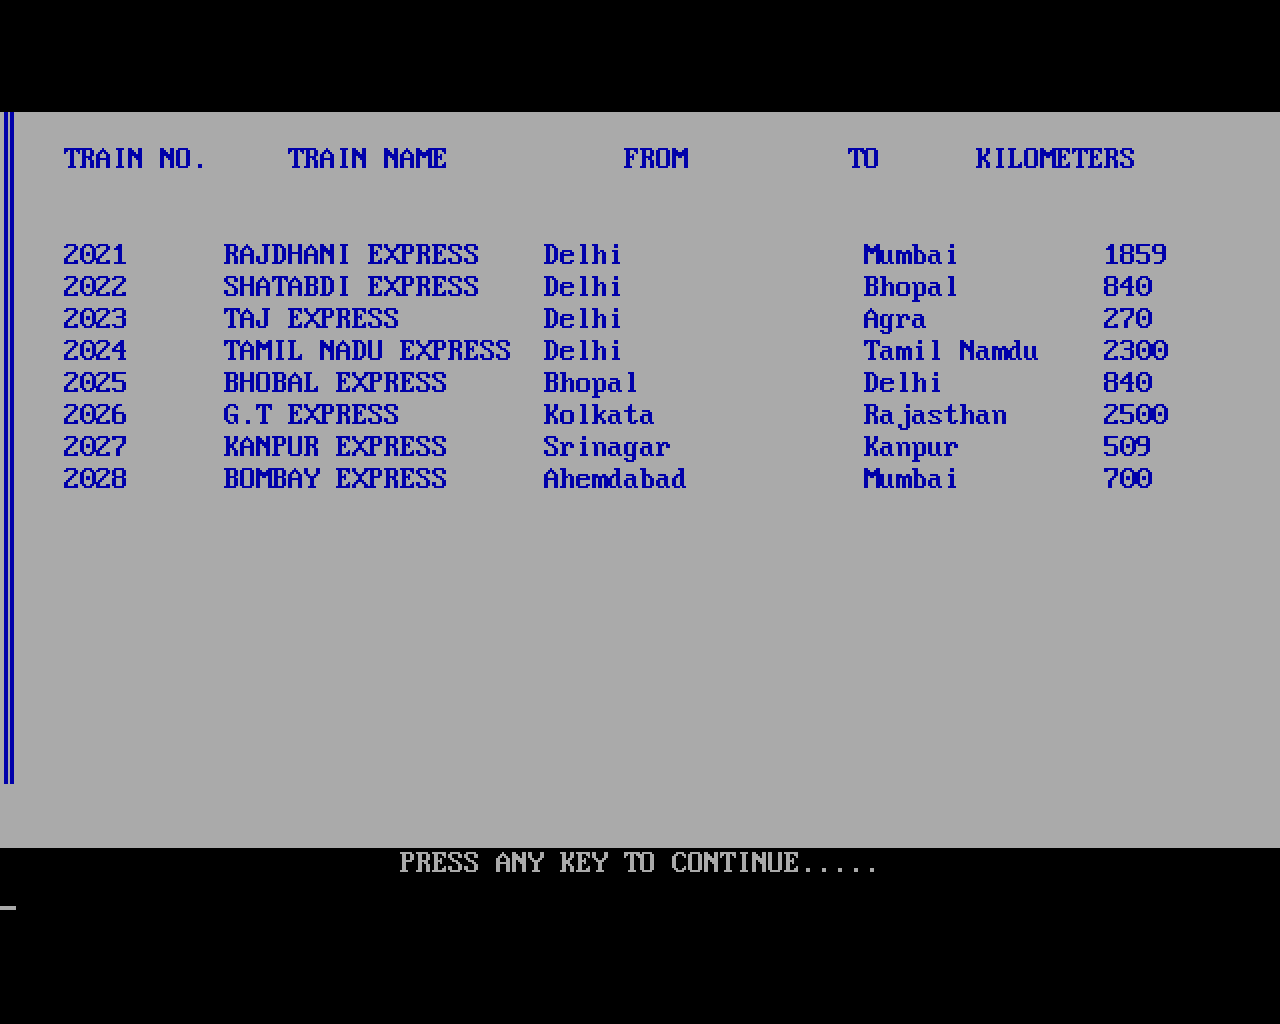 TRAIN NO. TRAIN NAME FROM TO KILOMETERS
2021 RAJDHANI EXPRESS Delhi Mumbai 1859
2022 SHATABDI EXPRESS Delhi Bhopal 840
2023 TAJ EXPRESS Delhi Agra 270
2024 TAMIL NADU EXPRESS Delhi Tamil Namdu 2300
2025 BHOBAL EXPRESS Bhopal Delhi 840
2026 G.T EXPRESS Kolkata Rajasthan 2500
2027 KANPUR EXPRESS Srinagar Kanpur 509
2028 BOMBAY EXPRESS Ahemdabad Mumbai 700
PRESS ANY KEY TO CONTINUE.....